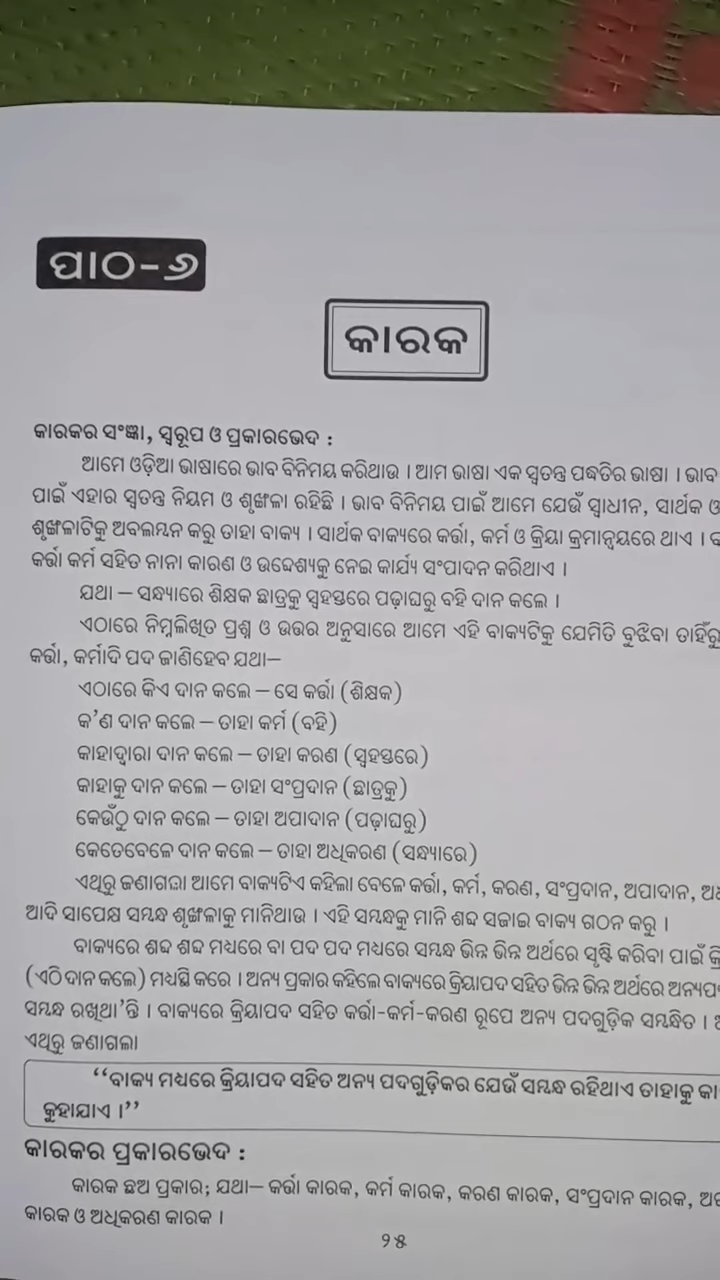 ପାଠ-୬
କାରକ
କାରକର ସଂଜ୍ଞା, ସ୍ୱରୂପ ଓ ପ୍ରକାରଭେଦ :
ଆମେ ଓଡ଼ିଆ ଭାଷାରେ ଭାବ ବିନିମୟ କରିଥାଉ । ଆମ ଭାଷା ଏକ ସ୍ୱତନ୍ତ୍ର ପଦ୍ଧତିର ଭାଷା । ଭାବ
ପାଇଁ ଏହାର ସ୍ୱତନ୍ତ୍ର ନିୟମ ଓ ଶୃଙ୍ଖଳା ରହିଛି । ଭାବ ବିନିମୟ ପାଇଁ ଆମେ ଯେଉଁ ସ୍ୱାଧୀନ, ସାର୍ଥକ ଓ
ଶୃଙ୍ଖଳାଟିକୁ ଅବଲମ୍ବନ କରୁ ତାହା ବାକ୍ୟ । ସାର୍ଥକ ବାକ୍ୟରେ କର୍ତ୍ତା, କର୍ମ ଓ କ୍ରିୟା କ୍ରମାନ୍ୱୟରେ ଥାଏ ।
କର୍ତ୍ତା କର୍ମ ସହିତ ନାନା କାରଣ ଓ ଉଦ୍ଦେଶ୍ୟକୁ ନେଇ କାର୍ଯ୍ୟ ସଂପାଦନ କରିଥାଏ ।
ଯଥା – ସନ୍ଧ୍ୟାରେ ଶିକ୍ଷକ ଛାତ୍ରକୁ ସ୍ୱହସ୍ତରେ ପଢ଼ାଘରୁ ବହି ଦାନ କଲେ ।
ଏଠାରେ ନିମ୍ନଲିଖିତ ପ୍ରଶ୍ନ ଓ ଉତ୍ତର ଅନୁସାରେ ଆମେ ଏହି ବାକ୍ୟଟିକୁ ଯେମିତି ବୁଝିବା ତାହିଁରୁ
କର୍ତ୍ତା, କର୍ମାଦି ପଦ ଜାଣିହେବ ଯଥା–
ଏଠାରେ କିଏ ଦାନ କଲେ – ସେ କର୍ତ୍ତା (ଶିକ୍ଷକ)
କ'ଣ ଦାନ କଲେ – ତାହା କର୍ମ (ବହି)
କାହାଦ୍ୱାରା ଦାନ କଲେ – ତାହା କରଣ (ସ୍ୱହସ୍ତରେ)
କାହାକୁ ଦାନ କଲେ – ତାହା ସଂପ୍ରଦାନ (ଛାତ୍ରକୁ)
କେଉଁଠୁ ଦାନ କଲେ – ତାହା ଅପାଦାନ (ପଢ଼ାଘରୁ)
କେତେବେଳେ ଦାନ କଲେ – ତାହା ଅଧିକରଣ (ସନ୍ଧ୍ୟାରେ)
ଏଥିରୁ ଜଣାଗଲା ଆମେ ବାକ୍ୟଟିଏ କହିଲା ବେଳେ କର୍ତ୍ତା, କର୍ମ, କରଣ, ସଂପ୍ରଦାନ, ଅପାଦାନ,
ଆଦି ସାପେକ୍ଷ ସମ୍ବନ୍ଧ ଶୃଙ୍ଖଳାକୁ ମାନିଥାଉ । ଏହି ସମ୍ବନ୍ଧକୁ ମାନି ଶବ୍ଦ ସଜାଇ ବାକ୍ୟ ଗଠନ କରୁ ।
ବାକ୍ୟରେ ଶବ୍ଦ ଶବ୍ଦ ମଧ୍ୟରେ ବା ପଦ ପଦ ମଧ୍ୟରେ ସମ୍ବନ୍ଧ ଭିନ୍ନ ଭିନ୍ନ ଅର୍ଥରେ ସୃଷ୍ଟି କରିବା ପାଇଁ
(ଏଠି ଦାନ କଲେ) ମଧ୍ୟସ୍ଥି କରେ । ଅନ୍ୟ ପ୍ରକାର କହିଲେ ବାକ୍ୟରେ କ୍ରିୟାପଦ ସହିତ ଭିନ୍ନ ଭିନ୍ନ ଅର୍ଥରେ
ସମ୍ବନ୍ଧ ରଖିଥା'ନ୍ତି । ବାକ୍ୟରେ କ୍ରିୟାପଦ ସହିତ କର୍ତ୍ତା-କର୍ମ-କରଣ ରୂପେ ଅନ୍ୟ ପଦଗୁଡ଼ିକ ସମ୍ବନ୍ଧିତ ।
ଏଥିରୁ ଜଣାଗଲା
‘‘ବାକ୍ୟ ମଧ୍ୟରେ କ୍ରିୟାପଦ ସହିତ ଅନ୍ୟ ପଦଗୁଡ଼ିକର ଯେଉଁ ସମ୍ବନ୍ଧ ରହିଥାଏ ତାହାକୁ
କୁହାଯାଏ ।’’
କାରକର ପ୍ରକାରଭେଦ :
କାରକ ଛଅ ପ୍ରକାର; ଯଥା– କର୍ତ୍ତା କାରକ, କର୍ମ କାରକ, କରଣ କାରକ, ସଂପ୍ରଦାନ କାରକ,
କାରକ ଓ ଅଧିକରଣ କାରକ ।
୨୫